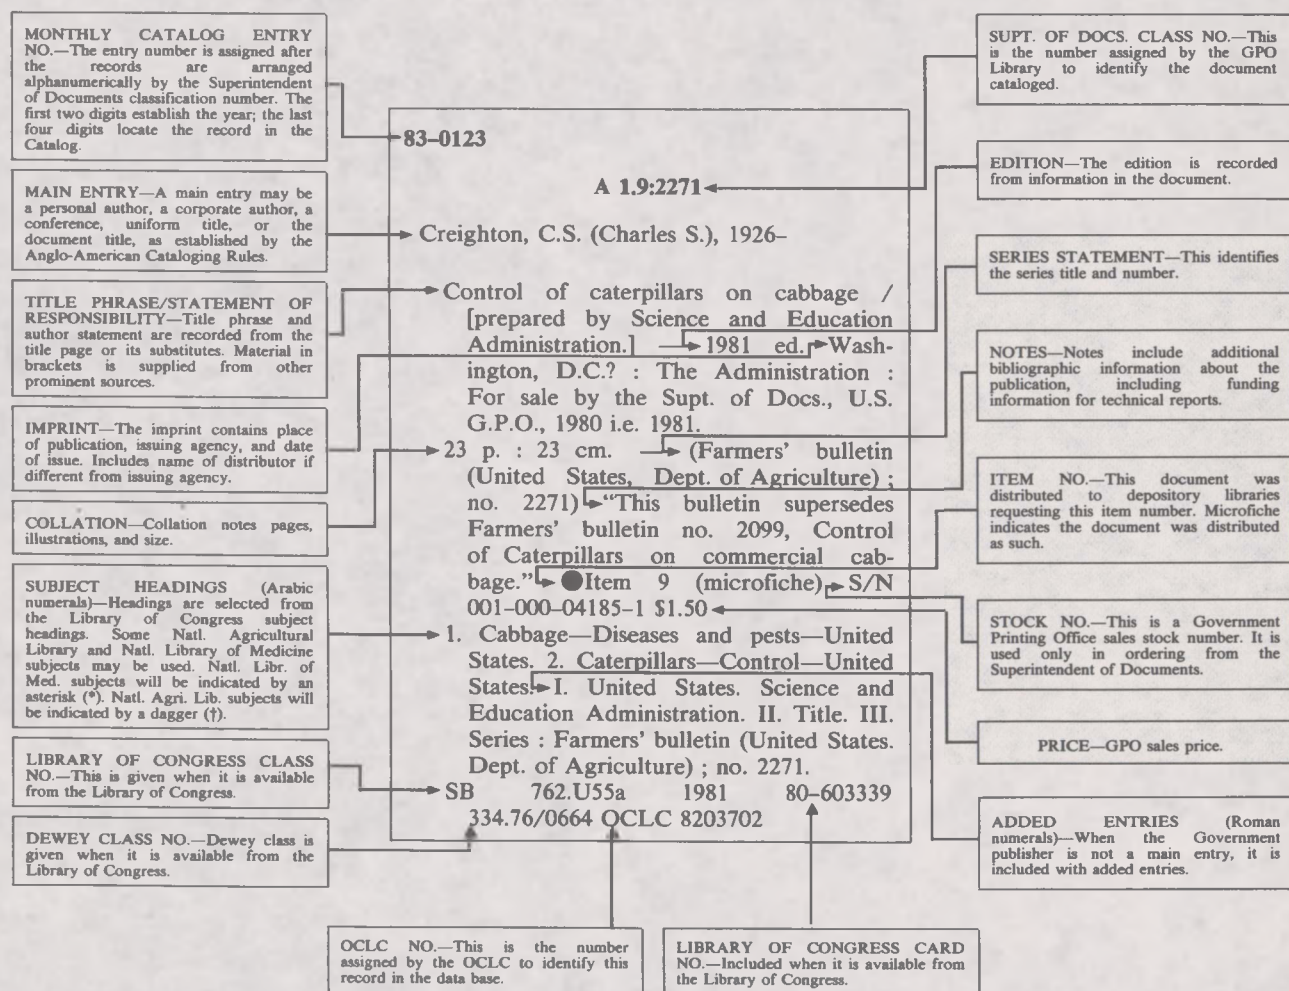 MONTHLY CATALOG ENTRY
NO.—The entry number is assigned after
the records are arranged
alphanumerically by the Superintendent
of Documents classification number. The
first two digits establish the year; the last
four digits locate the record in the
Catalog.
MAIN ENTRY—A main entry may be
a personal author, a corporate author, a
conference, uniform title, or the
document title, as established by the
Anglo-American Cataloging Rules.
TITLE PHRASE/STATEMENT OF
RESPONSIBILITY—Title phrase and
author statement are recorded from the
title page or its substitutes. Material in
brackets is supplied from other
prominent sources.
IMPRINT—The imprint contains place
of publication, issuing agency, and date
of issue. Includes name of distributor if
different from issuing agency.
COLLATION—Collation notes pages,
illustrations, and size.
SUBJECT HEADINGS (Arabic
numerals)—Headings are selected from
the Library of Congress subject
headings. Some Natl. Agricultural
Library and Natl. Library of Medicine
subjects may be used. Natl. Libr. of
Med. subjects will be indicated by an
asterisk (*). Natl. Agri. Lib. subjects will
be indicated by a dagger (†).
LIBRARY OF CONGRESS CLASS
NO.—This is given when it is available
from the Library of Congress.
DEWEY CLASS NO.—Dewey class is
given when it is available from the
Library of Congress.
83–0123
A 1.9:2271
Creighton, C.S. (Charles S.), 1926–
Control of caterpillars on cabbage /
[prepared by Science and Education
Administration.] 1981 ed. Wash-
ington, D.C.? : The Administration :
For sale by the Supt. of Docs., U.S.
G.P.O., 1980 i.e. 1981.
23 p. : 23 cm. (Farmers' bulletin
(United States, Dept. of Agriculture) ;
no. 2271) “This bulletin supersedes
Farmers' bulletin no. 2099, Control
of Caterpillars on commercial cab-
bage.” ●Item 9 (microfiche) S/N
001–000–04185–1 $1.50
1. Cabbage—Diseases and pests—United
States. 2. Caterpillars—Control—United
States. I. United States. Science and
Education Administration. II. Title. III.
Series : Farmers' bulletin (United States.
Dept. of Agriculture) ; no. 2271.
SB 762.U55a 1981 80–603339
334.76/0664 OCLC 8203702
SUPT. OF DOCS. CLASS NO.—This
is the number assigned by the GPO
Library to identify the document
cataloged.
EDITION—The edition is recorded
from information in the document.
SERIES STATEMENT—This identifies
the series title and number.
NOTES—Notes include additional
bibliographic information about the
publication, including funding
information for technical reports.
ITEM NO.—This document was
distributed to depository libraries
requesting this item number. Microfiche
indicates the document was distributed
as such.
STOCK NO.—This is a Government
Printing Office sales stock number. It is
used only in ordering from the
Superintendent of Documents.
PRICE—GPO sales price.
ADDED ENTRIES (Roman
numerals)—When the Government
publisher is not a main entry, it is
included with added entries.
OCLC NO.—This is the number
assigned by the OCLC to identify this
record in the data base.
LIBRARY OF CONGRESS CARD
NO.—Included when it is available from
the Library of Congress.